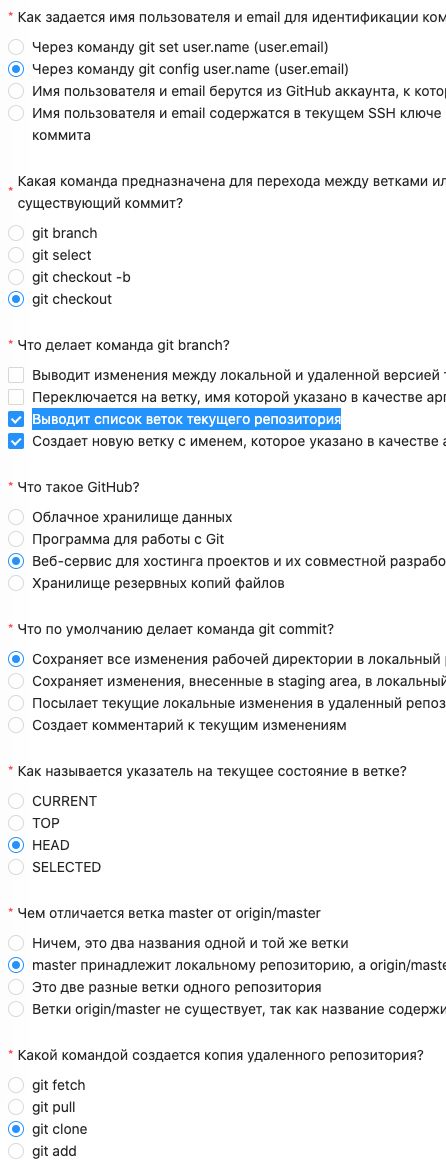 * Как задается имя пользователя и email для идентификации
Через команду git set user.name (user.email)
Через команду git config user.name (user.email)
Имя пользователя и email берутся из GitHub аккаунта, к
Имя пользователя и email содержатся в текущем SSH ключе
коммита
* Какая команда предназначена для перехода между ветками
существующий коммит?
git branch
git select
git checkout -b
git checkout
* Что делает команда git branch?
Выводит изменения между локальной и удаленной версией
Переключается на ветку, имя которой указано в качестве
Выводит список веток текущего репозитория
Создает новую ветку с именем, которое указано в качестве
* Что такое GitHub?
Облачное хранилище данных
Программа для работы с Git
Веб-сервис для хостинга проектов и их совместной
Хранилище резервных копий файлов
* Что по умолчанию делает команда git commit?
Сохраняет все изменения рабочей директории в локальный
Сохраняет изменения, внесенные в staging area, в локальный
Посылает текущие локальные изменения в удаленный
Создает комментарий к текущим изменениям
* Как называется указатель на текущее состояние в ветке?
CURRENT
TOP
HEAD
SELECTED
* Чем отличается ветка master от origin/master
Ничем, это два названия одной и той же ветки
master принадлежит локальному репозиторию, а
Это две разные ветки одного репозитория
Ветки origin/master не существует, так как название
* Какой командой создается копия удаленного репозитория?
git fetch
git pull
git clone
git add